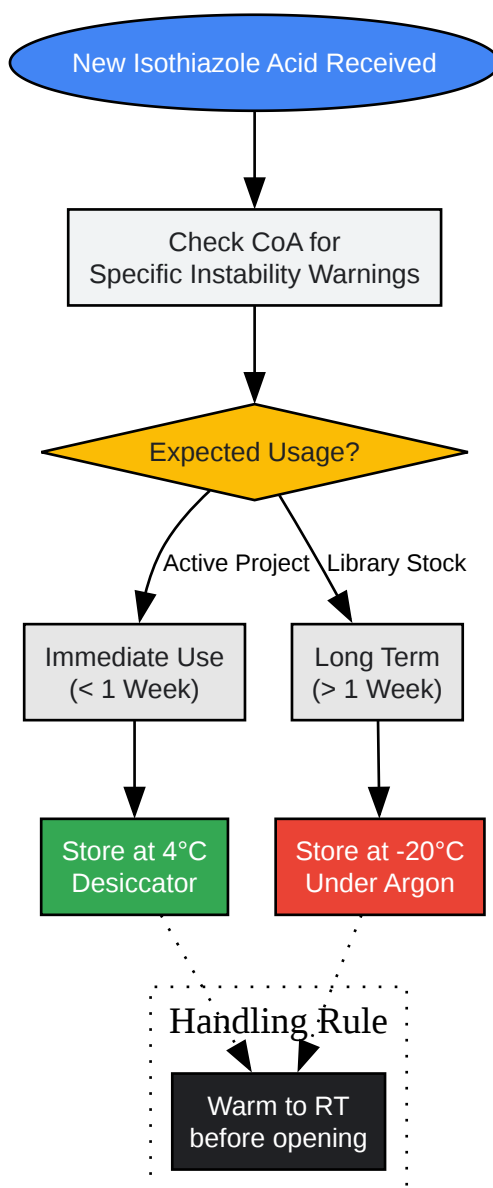 New Isothiazole Acid Received
Check CoA for
Specific Instability Warnings
Expected Usage?
Active Project
Library Stock
Immediate Use
(< 1 Week)
Long Term
(> 1 Week)
Store at 4°C
Desiccator
Store at -20°C
Under Argon
Handling Rule
Warm to RT
before opening